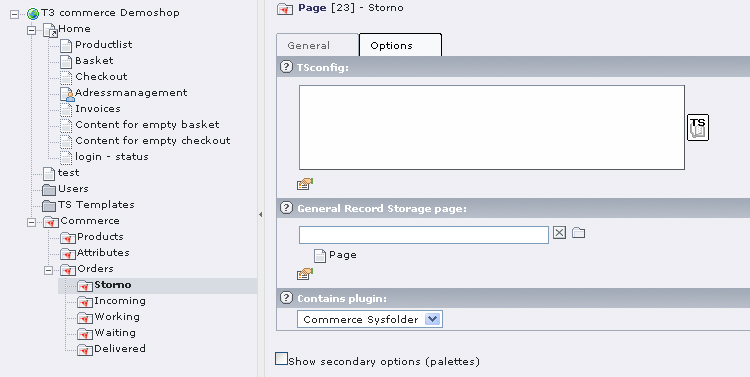 T3 commerce Demoshop
Home
Productlist
Basket
Checkout
Adressmanagement
Invoices
Content for empty basket
Content for empty checkout
login - status
test
Users
TS Templates
Commerce
Products
Attributes
Orders
Storno
Incoming
Working
Waiting
Delivered
Page [23] - Storno
General Options
TSconfig:
TS
General Record Storage page:
Page
Contains plugin:
Commerce Sysfolder
Show secondary options (palettes)